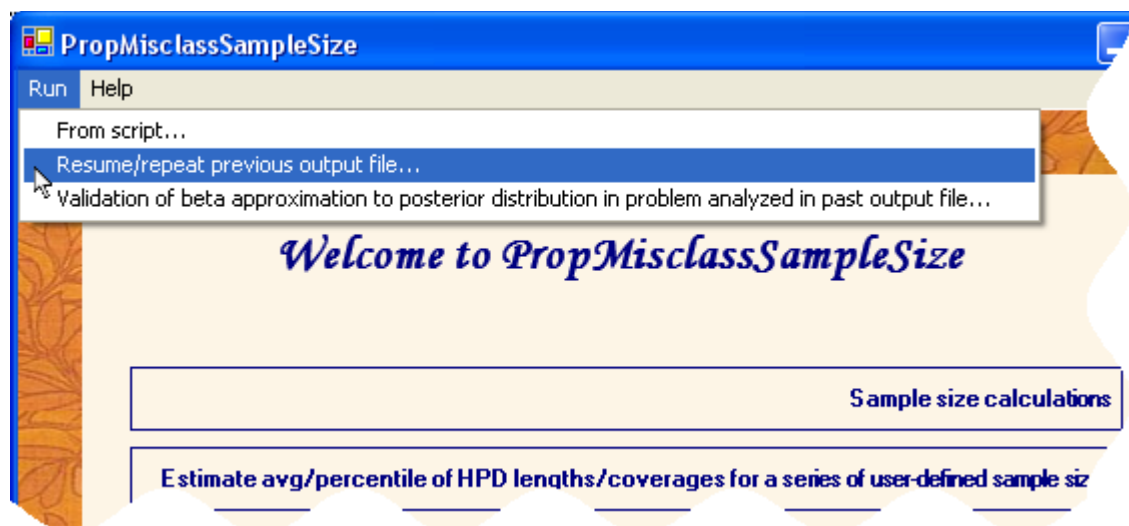 PropMisclassSampleSize
Run Help
From script...
Resume/repeat previous output file...
Validation of beta approximation to posterior distribution in problem analyzed in past output file...
Welcome to PropMisclassSampleSize
Sample size calculations
Estimate avg/percentile of HPD lengths/coverages for a series of user-defined sample siz